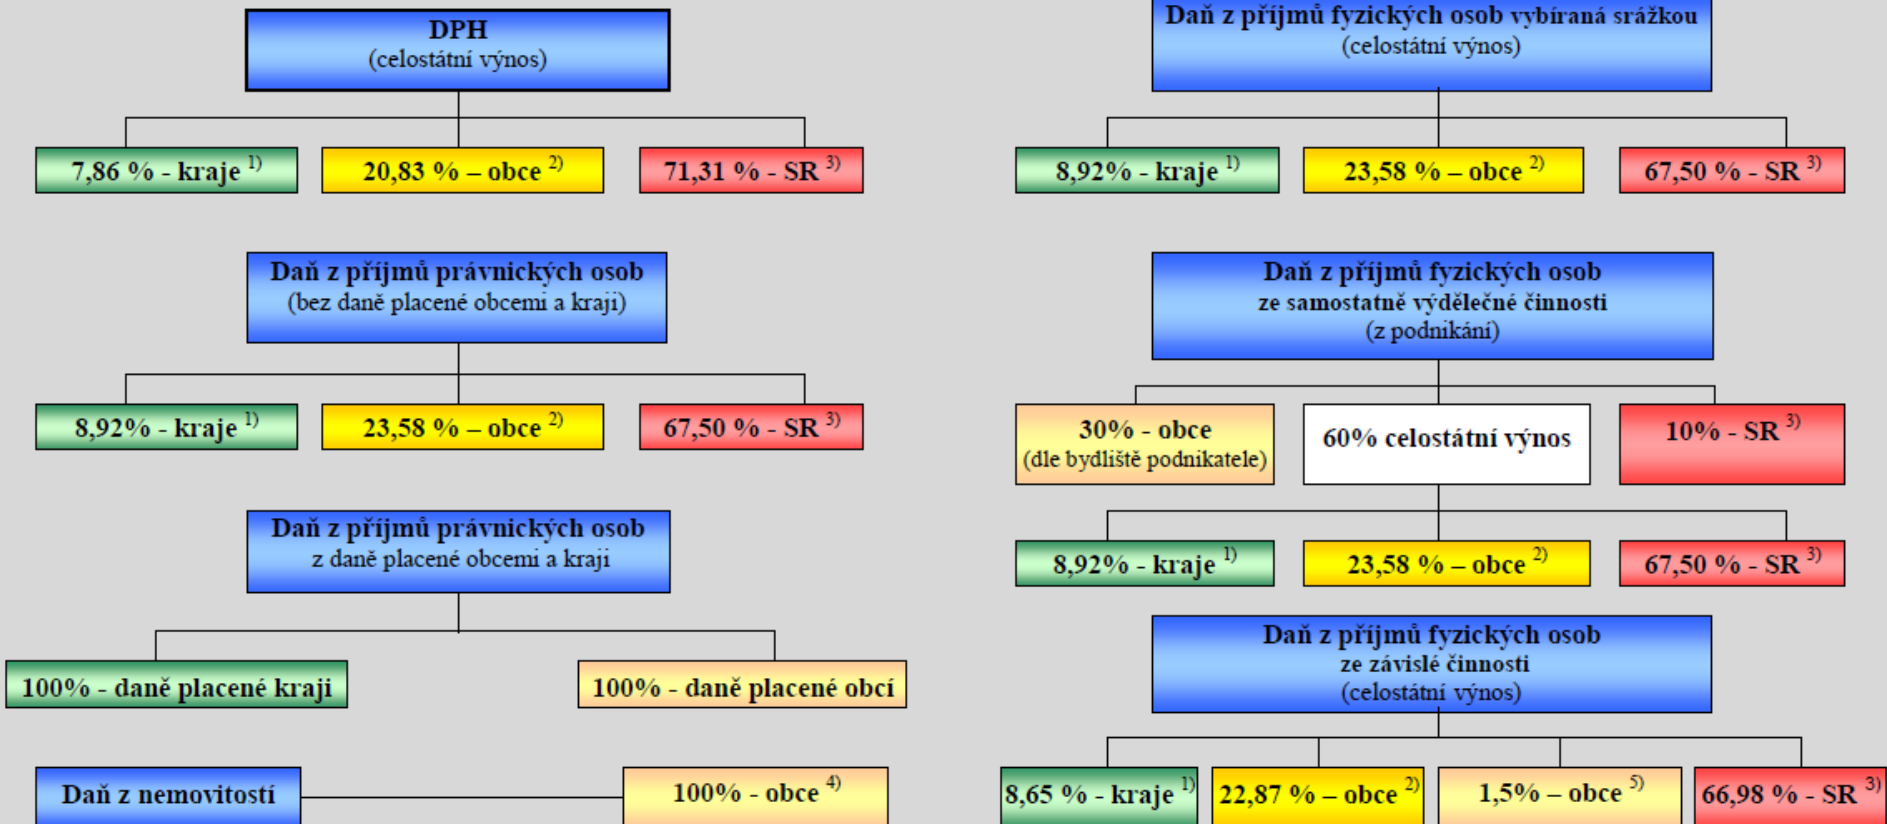 DPH
(celostátní výnos)
7,86 % - kraje 1)
20,83 % – obce 2)
71,31 % - SR 3)
Daň z příjmů právnických osob
(bez daně placené obcemi a kraji)
8,92% - kraje 1)
23,58 % – obce 2)
67,50 % - SR 3)
Daň z příjmů právnických osob
z daně placené obcemi a kraji
100% - daně placené kraji
100% - daně placené obcí
Daň z nemovitostí
100% - obce 4)
Daň z příjmů fyzických osob vybíraná srážkou
(celostátní výnos)
8,92% - kraje 1)
23,58 % – obce 2)
67,50 % - SR 3)
Daň z příjmů fyzických osob
ze samostatně výdělečné činnosti
(z podnikání)
30% - obce
(dle bydliště podnikatele)
60% celostátní výnos
10% - SR 3)
8,92% - kraje 1)
23,58 % – obce 2)
67,50 % - SR 3)
Daň z příjmů fyzických osob
ze závislé činnosti
(celostátní výnos)
8,65 % - kraje 1)
22,87 % – obce 2)
1,5% – obce 5)
66,98 % - SR 3)